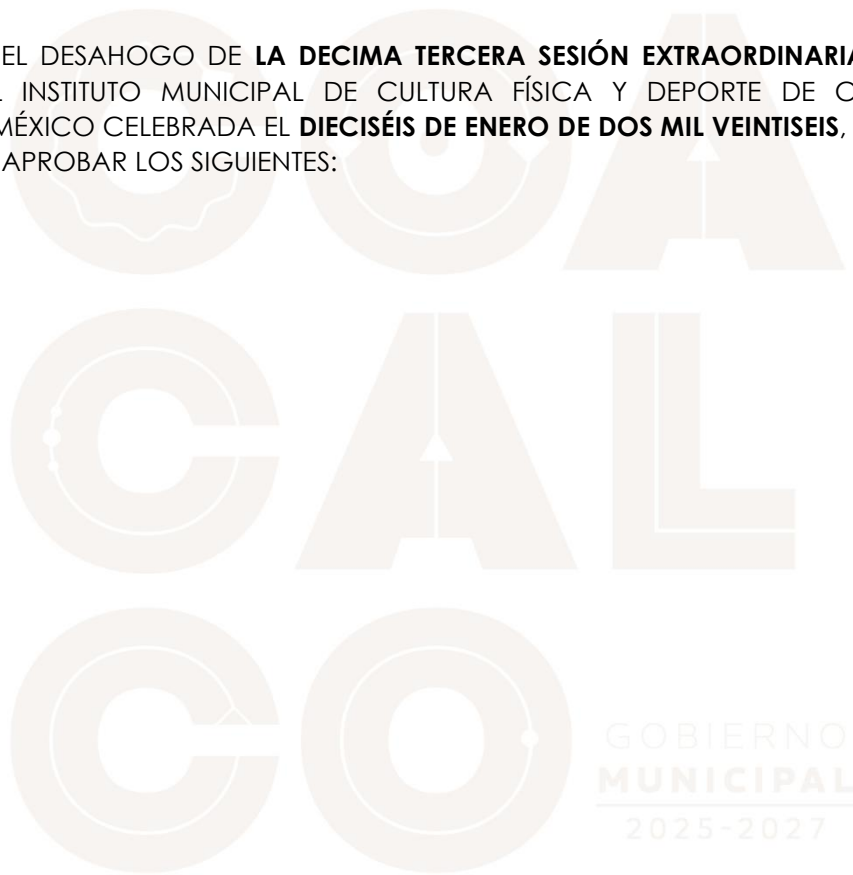 EL DESAHOGO DE LA DECIMA TERCERA SESIÓN EXTRAORDINARIA
INSTITUTO MUNICIPAL DE CULTURA FÍSICA Y DEPORTE DE
MÉXICO CELEBRADA EL DIECISÉIS DE ENERO DE DOS MIL VEINTISEIS,
APROBAR LOS SIGUIENTES:
COA
CAL
CO
GOBIERNO
MUNICIPAL
2025-2027